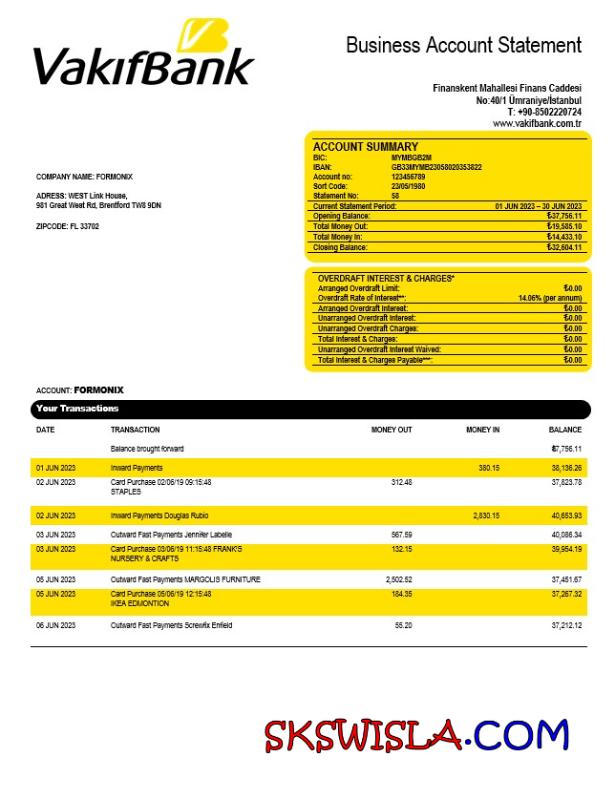 VakıfBank
Business Account Statement
Finanskent Mahallesi Finans Caddesi
No:40/1 Ümraniye/İstanbul
T: +90-8502220724
www.vakifbank.com.tr
ACCOUNT SUMMARY
BIC: MYMBGB2M
IBAN: GB33MYMB23058020353822
Account no: 123456789
Sort Code: 23/05/1980
Statement No: 58
Current Statement Period: 01 JUN 2023 – 30 JUN 2023
Opening Balance: ₺37,756.11
Total Money Out: ₺19,585.10
Total Money In: ₺14,433.10
Closing Balance: ₺32,604.11
COMPANY NAME: FORMONIX
ADRESS: WEST Link House,
981 Great West Rd, Brentford TW8 9DN
ZIPCODE: FL 33702
OVERDRAFT INTEREST & CHARGES*
Arranged Overdraft Limit: ₺0.00
Overdraft Rate of Interest**: 14.06% (per annum)
Arranged Overdraft Interest: ₺0.00
Unarranged Overdraft Interest: ₺0.00
Unarranged Overdraft Charges: ₺0.00
Total Interest & Charges: ₺0.00
Unarranged Overdraft Interest Waived: ₺0.00
Total Interest & Charges Payable***: ₺0.00
ACCOUNT: FORMONIX
Your Transactions
DATE TRANSACTION MONEY OUT MONEY IN BALANCE
Balance brought forward
01 JUN 2023 Inward Payments 380.15 38,136.26
02 JUN 2023 Card Purchase 02/06/19 09:15:48 312.48 37,823.78
STAPLES
02 JUN 2023 Inward Payments Douglas Rubio 2,830.15 40,653.93
03 JUN 2023 Outward Fast Payments Jennifer Labelle 567.59 40,086.34
03 JUN 2023 Card Purchase 03/06/19 11:15:48 FRANK'S 132.15 39,954.19
NURSERY & CRAFTS
05 JUN 2023 Outward Fast Payments MARGOLIS FURNITURE 2,502.52 37,451.67
05 JUN 2023 Card Purchase 05/06/19 12:15:48 184.35 37,267.32
IKEA EDMONTION
06 JUN 2023 Outward Fast Payments Screwfix Enfield 55.20 37,212.12
SKSWISLA.COM